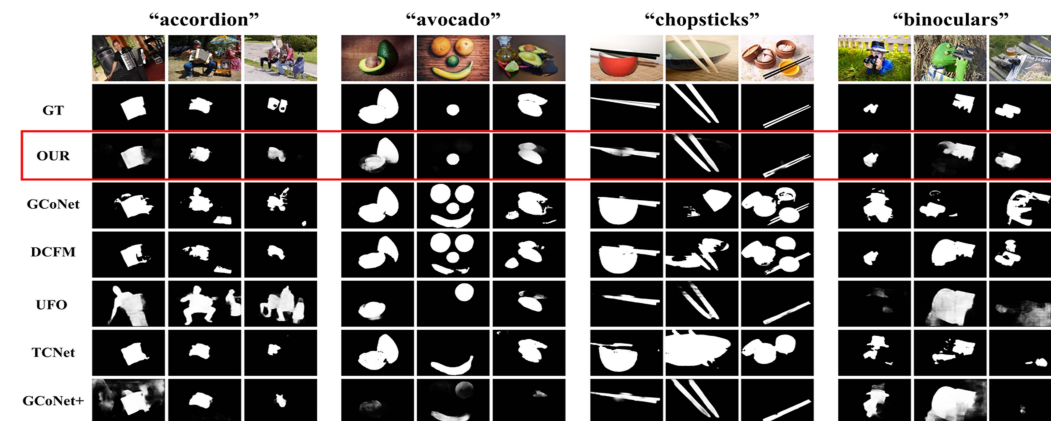 “accordion” “avocado” “chopsticks” “binoculars”
GT
OUR
GCoNet
DCFM
UFO
TCNet
GCoNet+